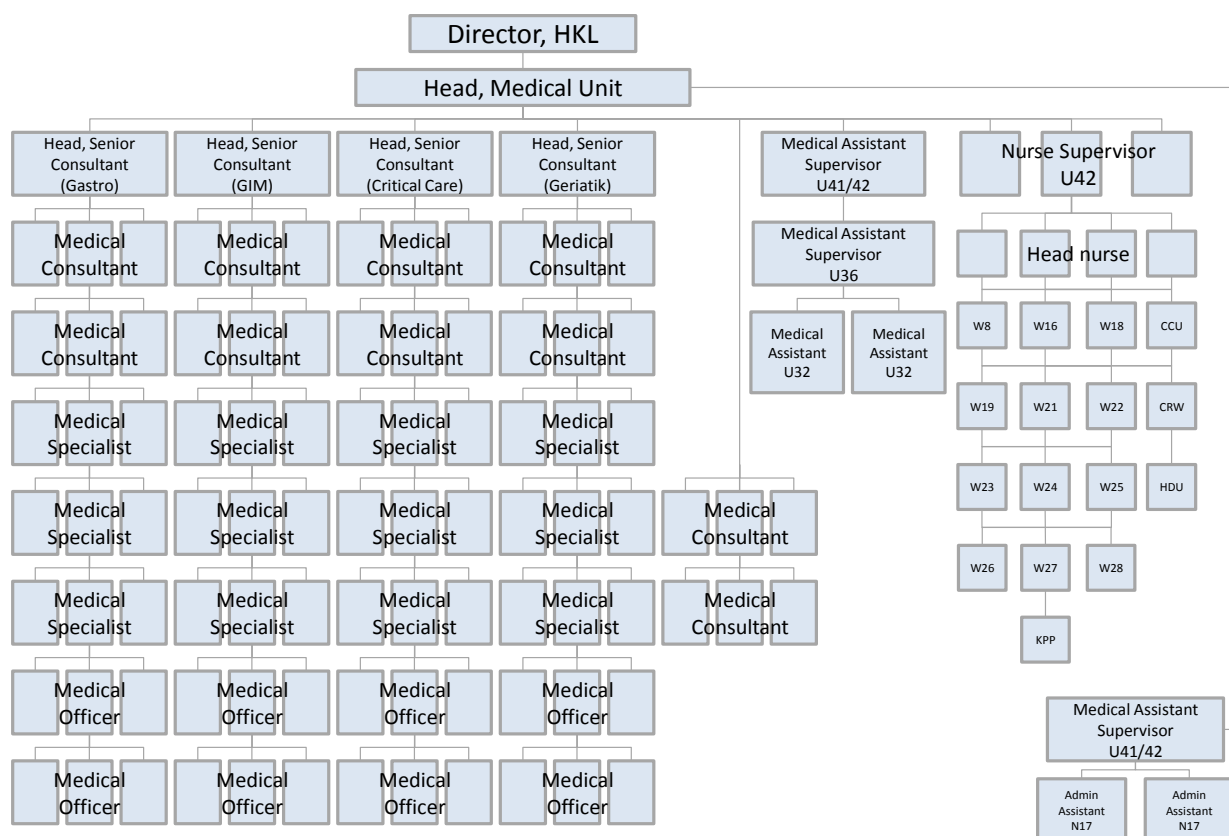 Director, HKL
Head, Medical Unit
Head, Senior
Consultant
(Gastro)
Head, Senior
Consultant
(GIM)
Head, Senior
Consultant
(Critical Care)
Head, Senior
Consultant
(Geriatik)
Medical Assistant
Supervisor
U41/42
Nurse Supervisor
U42
Medical
Consultant
Medical
Consultant
Medical
Consultant
Medical
Consultant
Medical Assistant
Supervisor
U36
Head nurse
Medical
Consultant
Medical
Consultant
Medical
Consultant
Medical
Consultant
Medical
Assistant
U32
Medical
Assistant
U32
W8
W16
W18
CCU
Medical
Specialist
Medical
Specialist
Medical
Specialist
Medical
Specialist
W19
W21
W22
CRW
Medical
Specialist
Medical
Specialist
Medical
Specialist
Medical
Specialist
Medical
Consultant
W23
W24
W25
HDU
Medical
Specialist
Medical
Specialist
Medical
Specialist
Medical
Specialist
Medical
Consultant
W26
W27
W28
KPP
Medical
Officer
Medical
Officer
Medical
Officer
Medical
Officer
Medical Assistant
Supervisor
U41/42
Medical
Officer
Medical
Officer
Medical
Officer
Medical
Officer
Admin
Assistant
N17
Admin
Assistant
N17